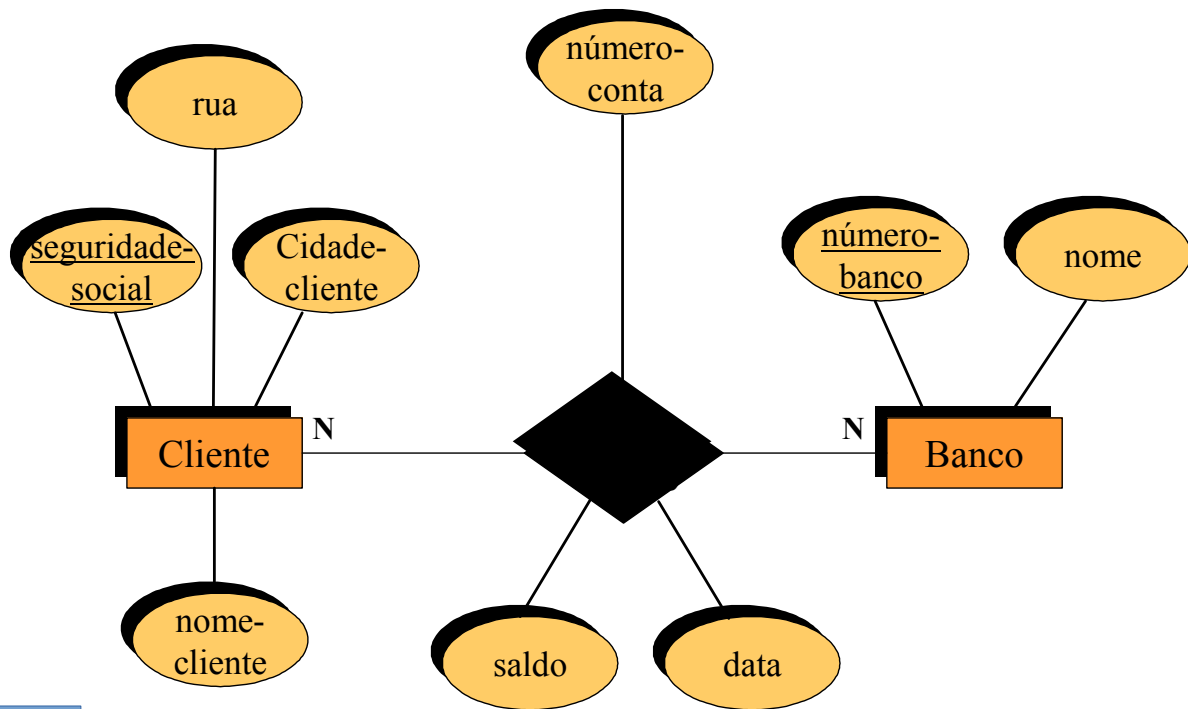 número-
conta
rua
seguridade-
social
Cidade-
cliente
número-
banco
nome
Cliente
N
N
Banco
nome-
cliente
saldo
data